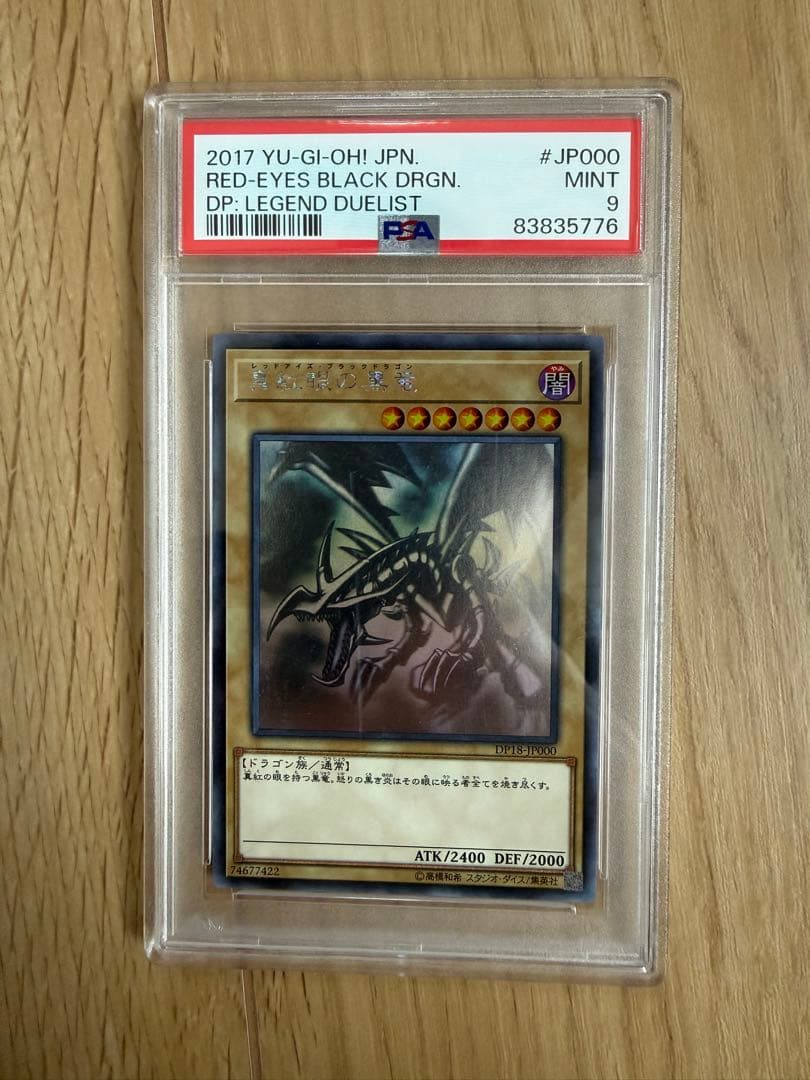 2017 YU-GI-OH! JPN. #JP000
RED-EYES BLACK DRGN. MINT
DP: LEGEND DUELIST 9
PSA 83835776
レッドアイズ・ブラックドラゴン
真紅眼の黒竜
やみ
闇
DP18-JP000
【ドラゴン族／通常】
真紅の眼を持つ黒竜。怒りの黒き炎はその眼に映る者全てを焼き尽くす。
ATK/2400 DEF/2000
74677422 ©高橋和希 スタジオ・ダイス/集英社